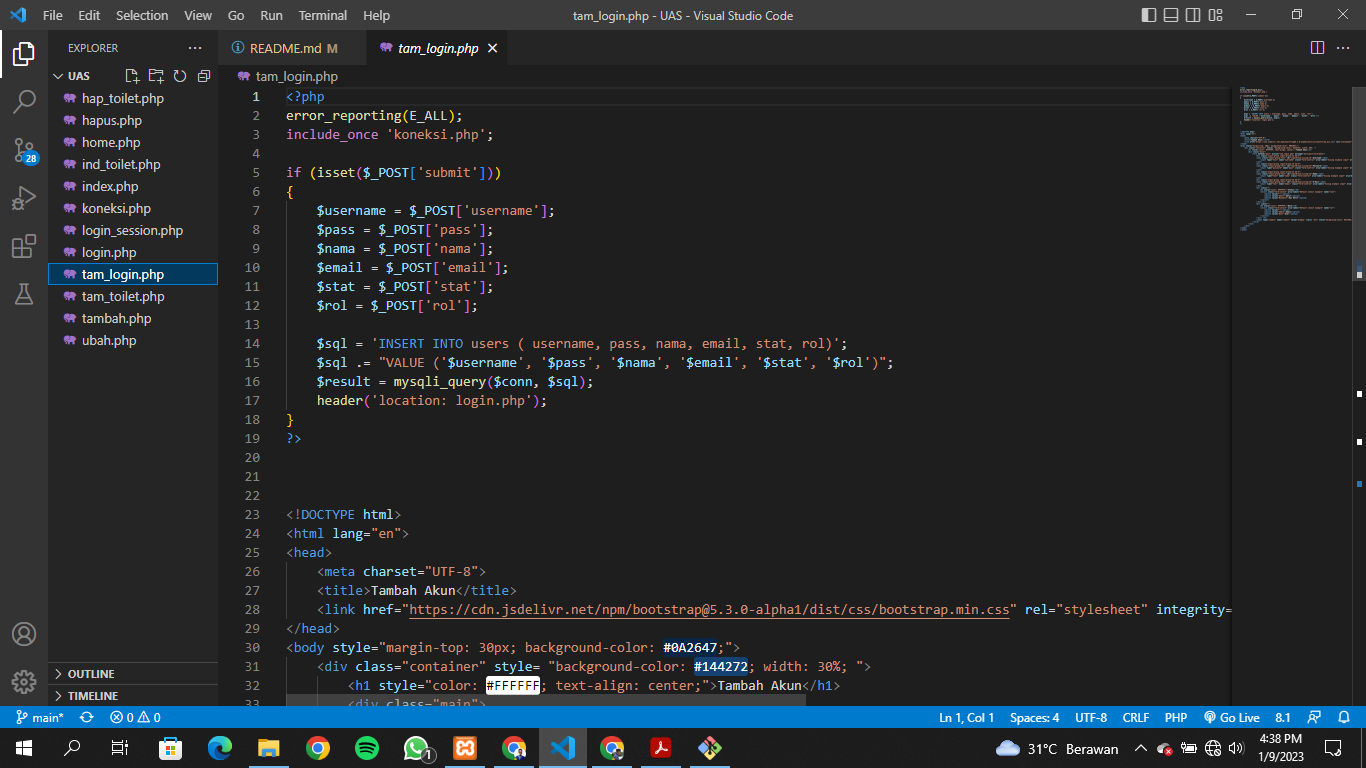 File Edit Selection View Go Run Terminal Help
tam_login.php - UAS - Visual Studio Code
EXPLORER
UAS
hap_toilet.php
hapus.php
home.php
ind_toilet.php
index.php
koneksi.php
login_session.php
login.php
tam_login.php
tam_toilet.php
tambah.php
ubah.php
OUTLINE
TIMELINE
28
README.md M
tam_login.php
tam_login.php
1 <?php
2 error_reporting(E_ALL);
3 include_once 'koneksi.php';
4
5 if (isset($_POST['submit']))
6 {
7 $username = $_POST['username'];
8 $pass = $_POST['pass'];
9 $nama = $_POST['nama'];
10 $email = $_POST['email'];
11 $stat = $_POST['stat'];
12 $rol = $_POST['rol'];
13
14 $sql = 'INSERT INTO users ( username, pass, nama, email, stat, rol)';
15 $sql .= "VALUE ('$username', '$pass', '$nama', '$email', '$stat', '$rol')";
16 $result = mysqli_query($conn, $sql);
17 header('location: login.php');
18 }
19 ?>
20
21
22
23 <!DOCTYPE html>
24 <html lang="en">
25 <head>
26 <meta charset="UTF-8">
27 <title>Tambah Akun</title>
28 <link href="https://cdn.jsdelivr.net/npm/bootstrap@5.3.0-alpha1/dist/css/bootstrap.min.css" rel="stylesheet" integrity=
29 </head>
30 <body style="margin-top: 30px; background-color: #0A2647;">
31 <div class="container" style= "background-color: #144272; width: 30%; ">
32 <h1 style="color: #FFFFFF; text-align: center;">Tambah Akun</h1>
33 <div class="main">
main* 0 0
Ln 1, Col 1 Spaces: 4 UTF-8 CRLF PHP Go Live 8.1
1
31°C Berawan
4:38 PM
1/9/2023